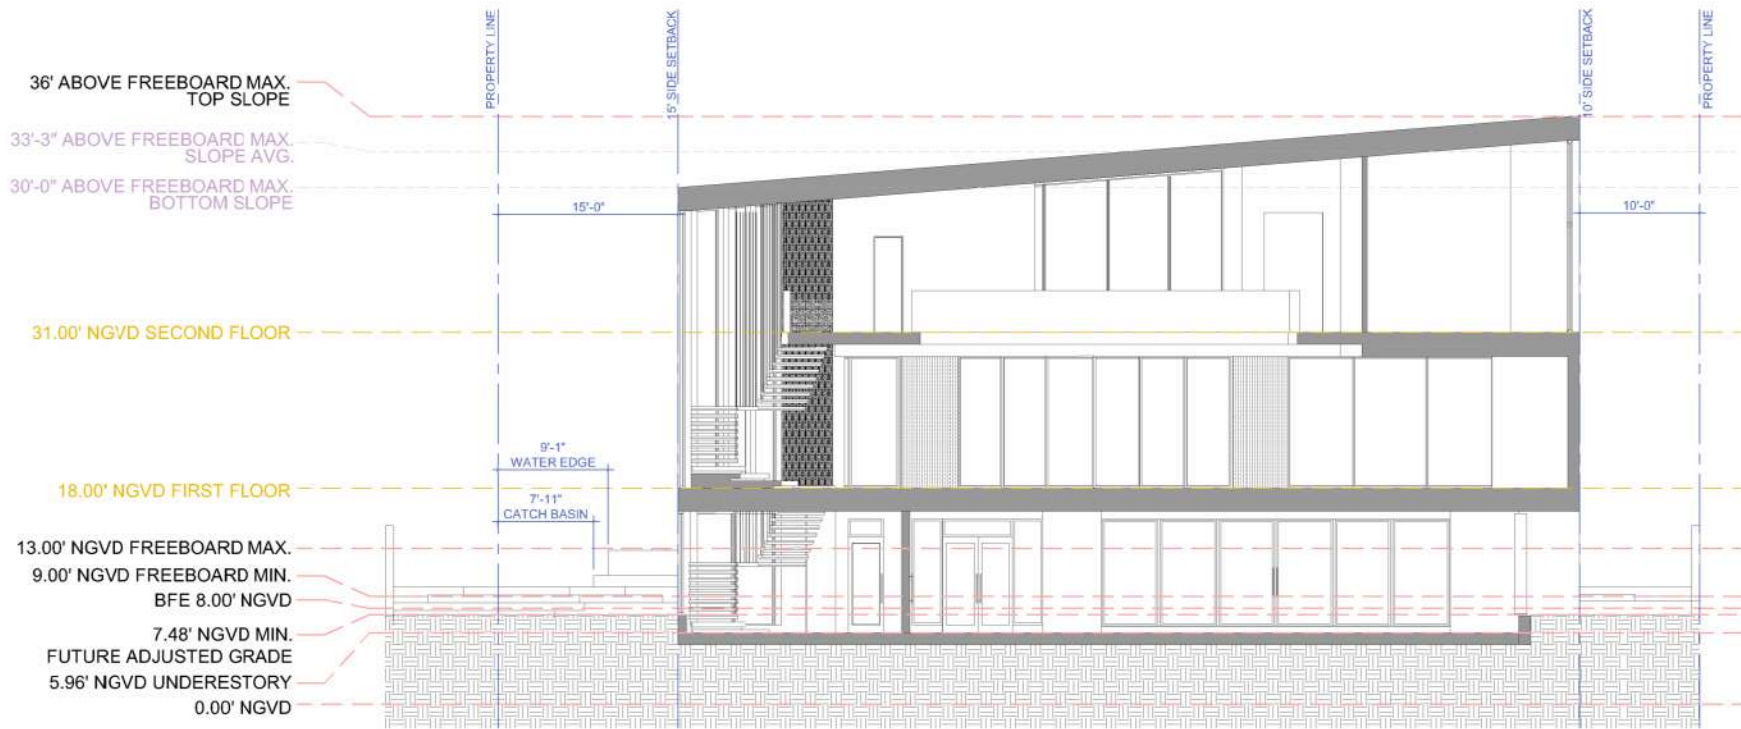 PROPERTY LINE
15' SIDE SETBACK
10' SIDE SETBACK
PROPERTY LINE
36' ABOVE FREEBOARD MAX.
TOP SLOPE
33'-3" ABOVE FREEBOARD MAX.
SLOPE AVG.
30'-0" ABOVE FREEBOARD MAX.
BOTTOM SLOPE
15'-0"
10'-0"
31.00' NGVD SECOND FLOOR
9'-1"
WATER EDGE
18.00' NGVD FIRST FLOOR
7'-11"
CATCH BASIN
13.00' NGVD FREEBOARD MAX.
9.00' NGVD FREEBOARD MIN.
BFE 8.00' NGVD
7.48' NGVD MIN.
FUTURE ADJUSTED GRADE
5.96' NGVD UNDERESTORY
0.00' NGVD